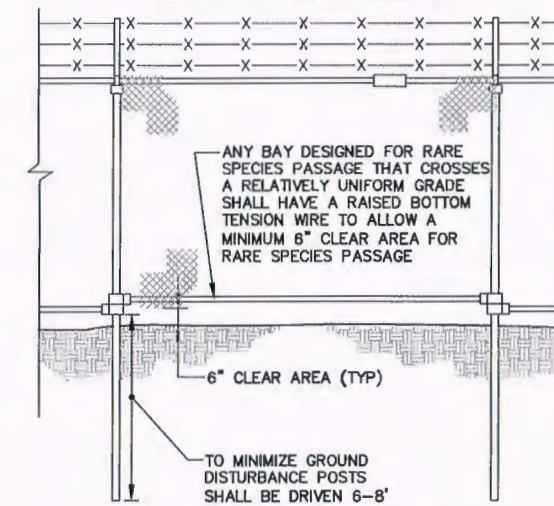 X X X X X X X X X
X X X X X X X X X
X X X X X X X X X
ANY BAY DESIGNED FOR RARE
SPECIES PASSAGE THAT CROSSES
A RELATIVELY UNIFORM GRADE
SHALL HAVE A RAISED BOTTOM
TENSION WIRE TO ALLOW A
MINIMUM 6" CLEAR AREA FOR
RARE SPECIES PASSAGE
6" CLEAR AREA (TYP)
TO MINIMIZE GROUND
DISTURBANCE POSTS
SHALL BE DRIVEN 6-8'